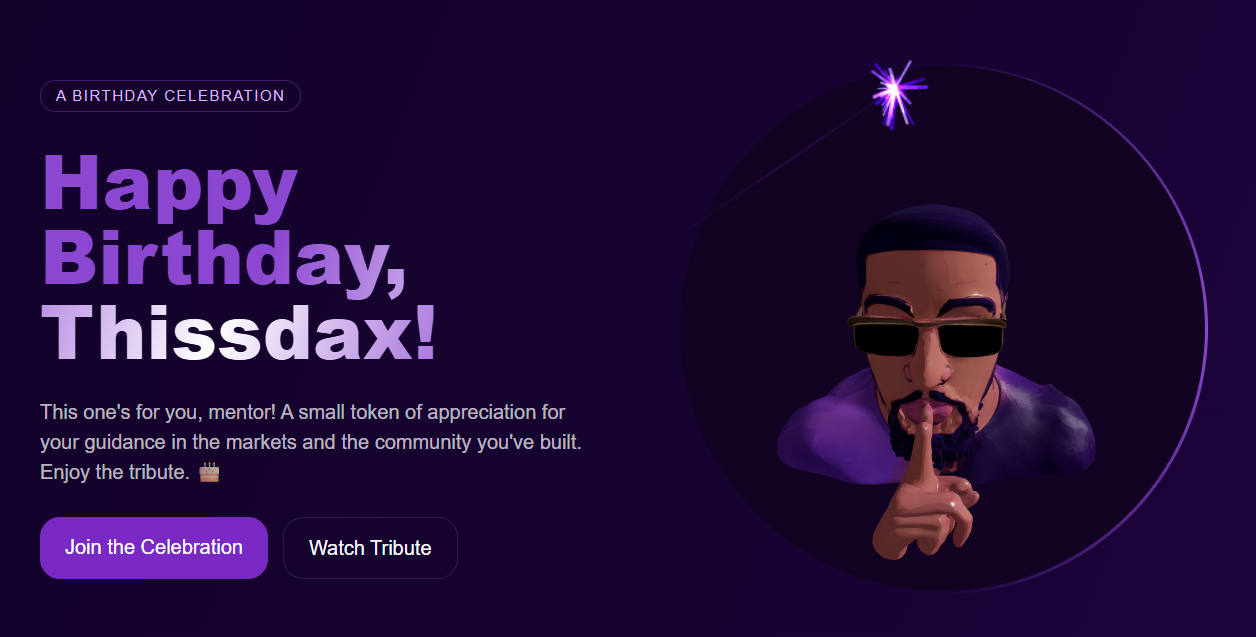 A BIRTHDAY CELEBRATION
Happy
Birthday,
Thissdax!
This one's for you, mentor! A small token of appreciation for
your guidance in the markets and the community you've built.
Enjoy the tribute. 🎂
Join the Celebration
Watch Tribute